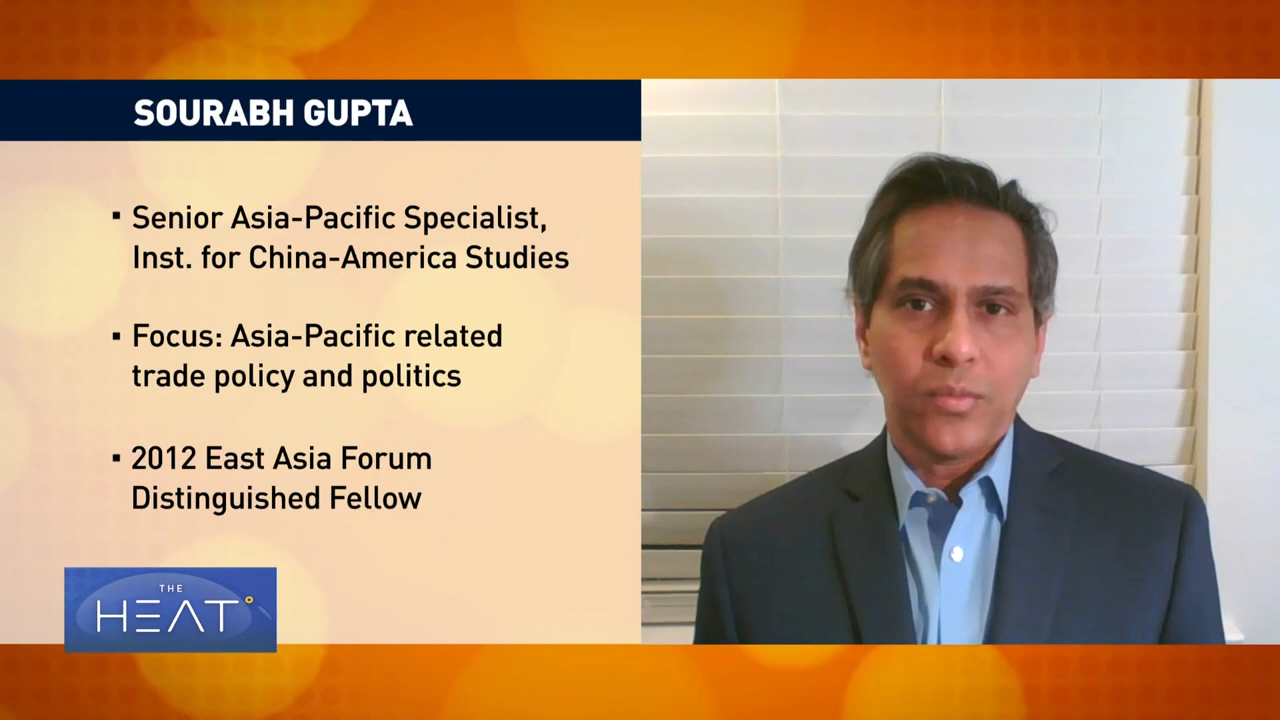 SOURABH GUPTA
▪ Senior Asia-Pacific Specialist,
Inst. for China-America Studies
▪ Focus: Asia-Pacific related
trade policy and politics
▪ 2012 East Asia Forum
Distinguished Fellow
THE
HEAT